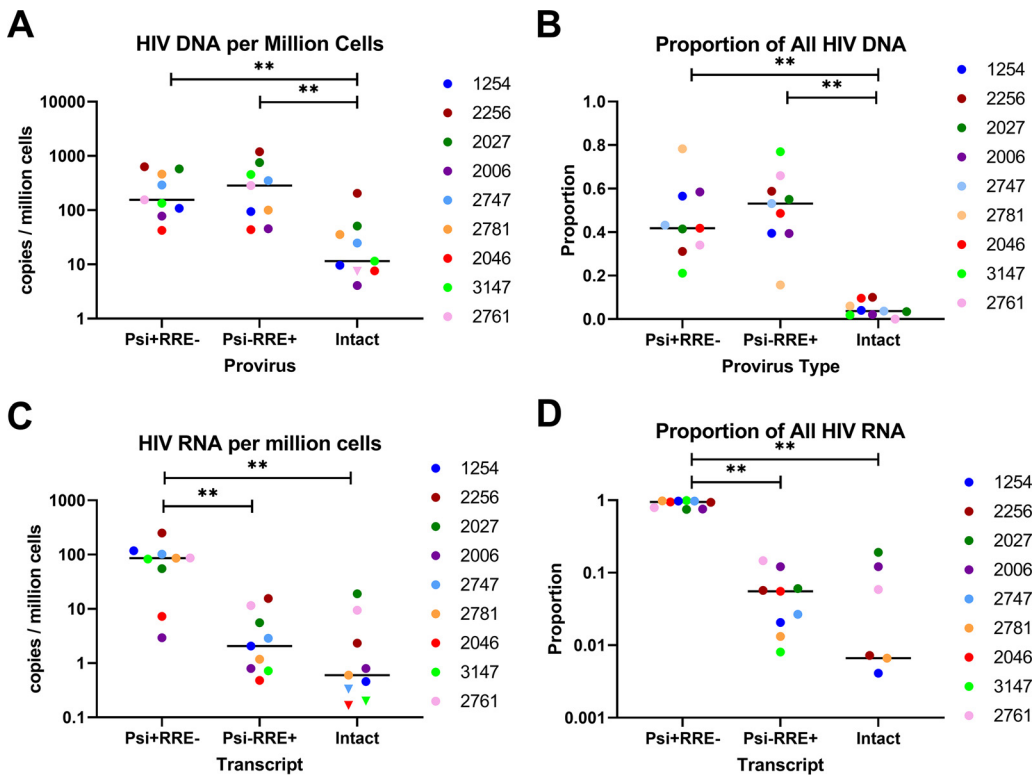 A
HIV DNA per Million Cells
**
**
10000
1000
100
10
1
copies / million cells
Psi+RRE-
Psi-RRE+
Intact
Provirus
1254
2256
2027
2006
2747
2781
2046
3147
2761
B
Proportion of All HIV DNA
**
**
1.0
0.8
0.6
0.4
0.2
0.0
Proportion
Psi+RRE-
Psi-RRE+
Intact
Provirus Type
1254
2256
2027
2006
2747
2781
2046
3147
2761
C
HIV RNA per million cells
**
**
1000
100
10
1
0.1
copies / million cells
Psi+RRE-
Psi-RRE+
Intact
Transcript
1254
2256
2027
2006
2747
2781
2046
3147
2761
D
Proportion of All HIV RNA
**
**
1
0.1
0.01
0.001
Proportion
Psi+RRE-
Psi-RRE+
Intact
Transcript
1254
2256
2027
2006
2747
2781
2046
3147
2761